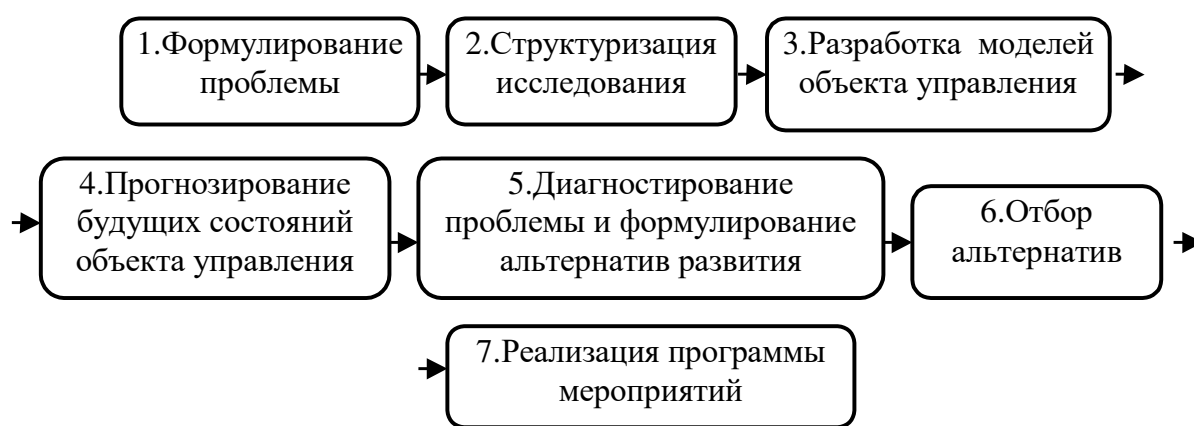 1.Формулирование
проблемы
2.Структуризация
исследования
3.Разработка моделей
объекта управления
4.Прогнозирование
будущих состояний
объекта управления
5.Диагностирование
проблемы и формулирование
альтернатив развития
6.Отбор
альтернатив
7.Реализация программы
мероприятий